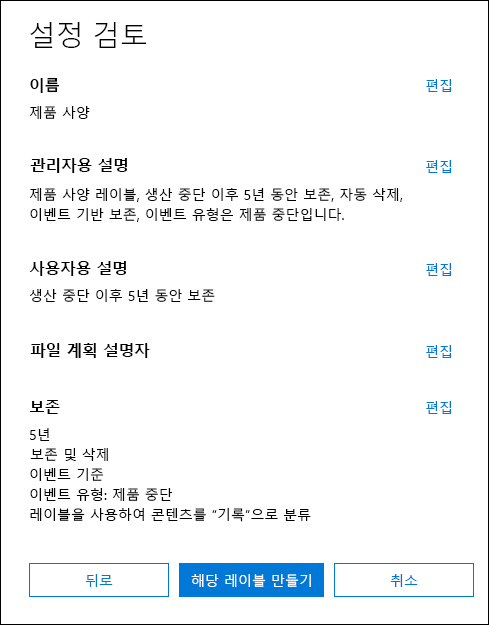 설정 검토
이름
편집
제품 사양
관리자용 설명
편집
제품 사양 레이블, 생산 중단 이후 5년 동안 보존, 자동 삭제,
이벤트 기반 보존, 이벤트 유형은 제품 중단입니다.
사용자용 설명
편집
생산 중단 이후 5년 동안 보존
파일 계획 설명자
편집
보존
편집
5년
보존 및 삭제
이벤트 기준
이벤트 유형: 제품 중단
레이블을 사용하여 콘텐츠를 "기록"으로 분류
뒤로
해당 레이블 만들기
취소